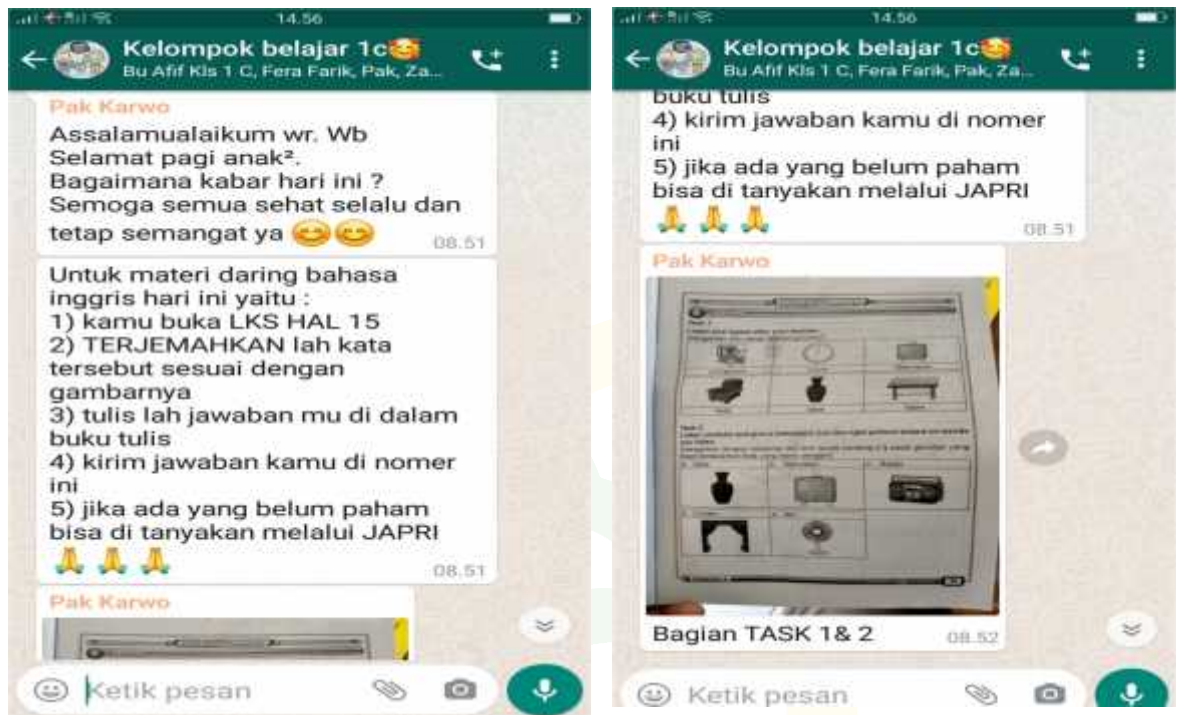 14.56
Kelompok belajar 1c🥰
Bu Afif Kls 1 C, Fera Farik, Pak, Za...
Pak Karwo
Assalamualaikum wr. Wb
Selamat pagi anak².
Bagaimana kabar hari ini ?
Semoga semua sehat selalu dan
tetap semangat ya 😊😊
08.51
Untuk materi daring bahasa
inggris hari ini yaitu :
1) kamu buka LKS HAL 15
2) TERJEMAHKAN lah kata
tersebut sesuai dengan
gambarnya
3) tulis lah jawaban mu di dalam
buku tulis
4) kirim jawaban kamu di nomer
ini
5) jika ada yang belum paham
bisa di tanyakan melalui JAPRI
🙏🙏🙏
08.51
Pak Karwo
Ketik pesan
14.56
Kelompok belajar 1c🥰
Bu Afif Kls 1 C, Fera Farik, Pak, Za...
buku tulis
4) kirim jawaban kamu di nomer
ini
5) jika ada yang belum paham
bisa di tanyakan melalui JAPRI
🙏🙏🙏
08.51
Pak Karwo
Bagian TASK 1& 2
08.52
Ketik pesan